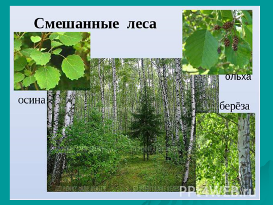 Смешанные леса
ольха
осина
берёза